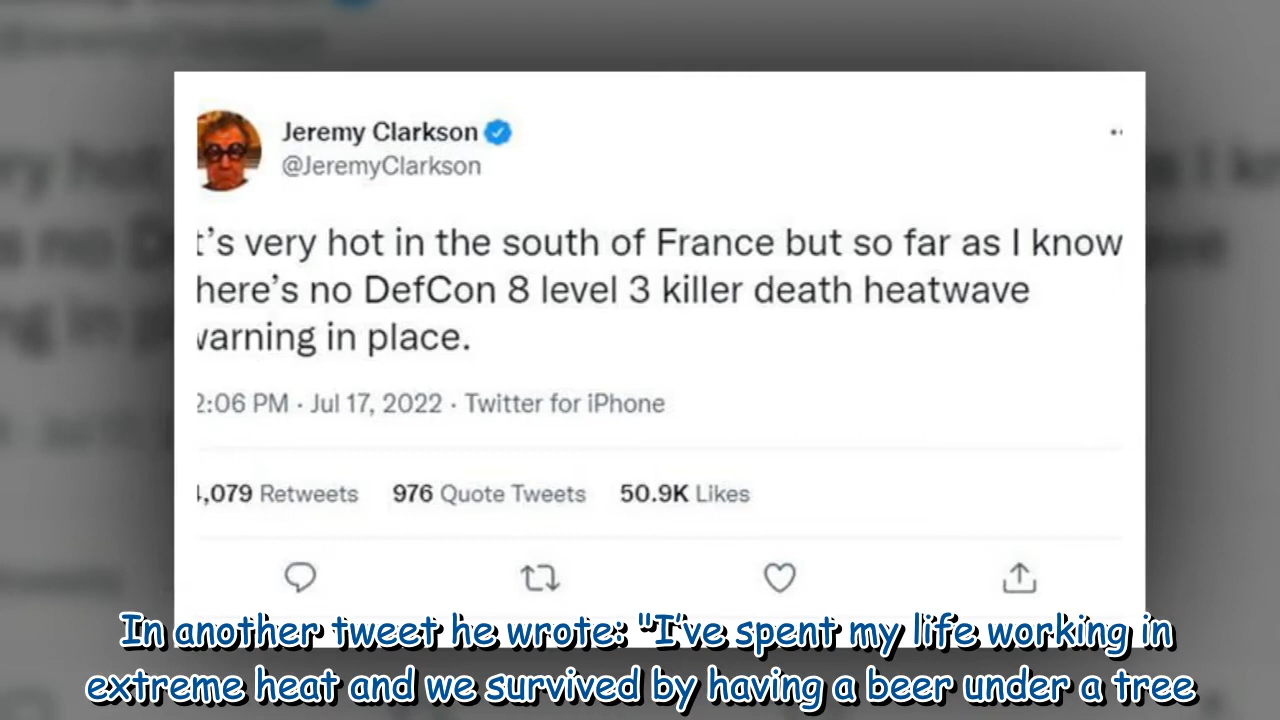 Jeremy Clarkson
@JeremyClarkson
t's very hot in the south of France but so far as I know
here's no DefCon 8 level 3 killer death heatwave
arning in place.
2:06 PM · Jul 17, 2022 · Twitter for iPhone
,079 Retweets 976 Quote Tweets 50.9K Likes
In another tweet he wrote: "I've spent my life working in
extreme heat and we survived by having a beer under a tree